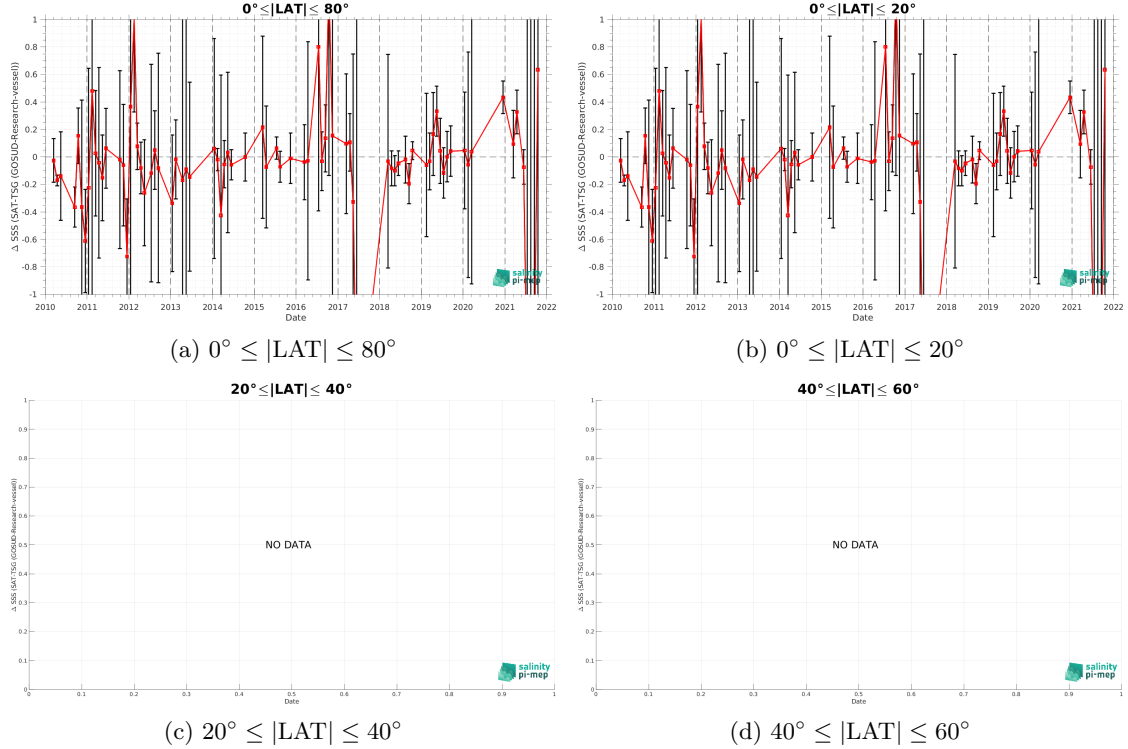 0°≤|LAT|≤ 80°
Δ SSS (SAT-TSG (GOSUD-Research-vessel))
1
0.8
0.6
0.4
0.2
0
-0.2
-0.4
-0.6
-0.8
-1
2010 2011 2012 2013 2014 2015 2016 2017 2018 2019 2020 2021 2022
Date
salinity
pi-mep
(a) 0° ≤ |LAT| ≤ 80°
0°≤|LAT|≤ 20°
Δ SSS (SAT-TSG (GOSUD-Research-vessel))
1
0.8
0.6
0.4
0.2
0
-0.2
-0.4
-0.6
-0.8
-1
2010 2011 2012 2013 2014 2015 2016 2017 2018 2019 2020 2021 2022
Date
salinity
pi-mep
(b) 0° ≤ |LAT| ≤ 20°
20°≤|LAT|≤ 40°
Δ SSS (SAT-TSG (GOSUD-Research-vessel))
1
0.9
0.8
0.7
0.6
0.5
0.4
0.3
0.2
0.1
0
NO DATA
0 0.1 0.2 0.3 0.4 0.5 0.6 0.7 0.8 0.9 1
Date
salinity
pi-mep
(c) 20° ≤ |LAT| ≤ 40°
40°≤|LAT|≤ 60°
Δ SSS (SAT-TSG (GOSUD-Research-vessel))
1
0.9
0.8
0.7
0.6
0.5
0.4
0.3
0.2
0.1
0
NO DATA
0 0.1 0.2 0.3 0.4 0.5 0.6 0.7 0.8 0.9 1
Date
salinity
pi-mep
(d) 40° ≤ |LAT| ≤ 60°